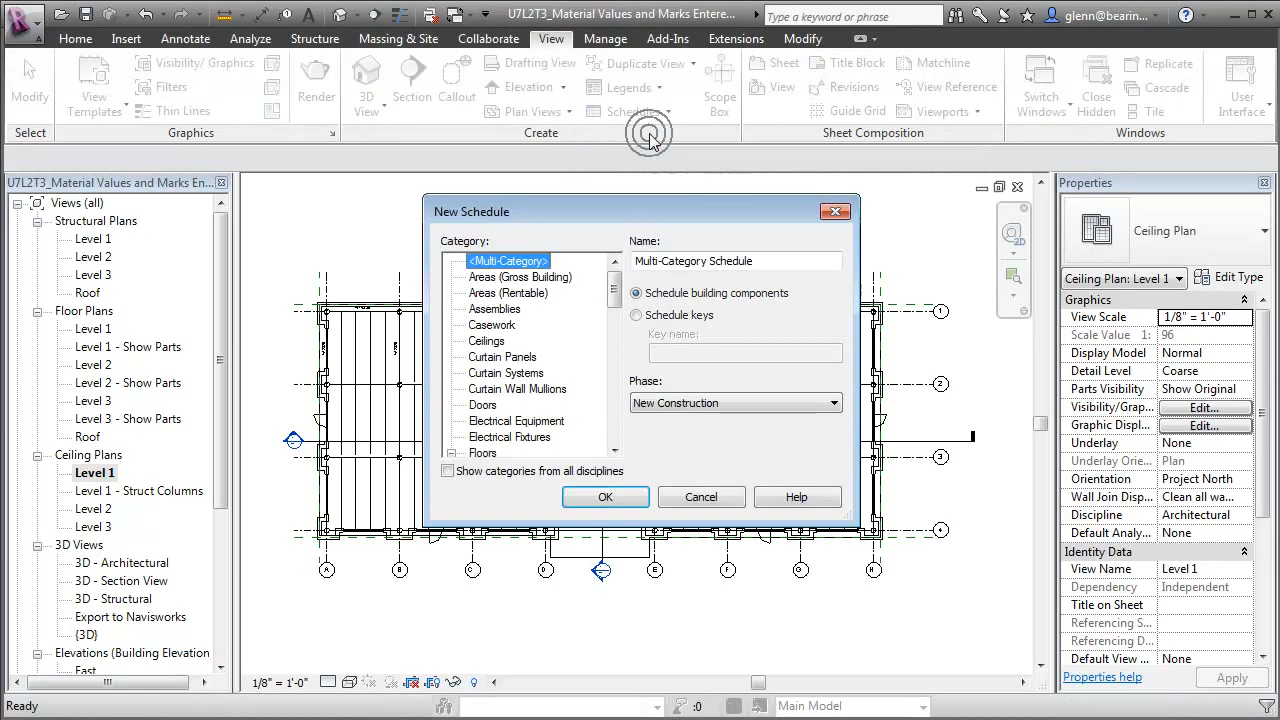 U7L2T3_Material Values and Marks Entere...
Type a keyword or phrase
glenn@bearin...
Home
Insert
Annotate
Analyze
Structure
Massing & Site
Collaborate
View
Manage
Add-Ins
Extensions
Modify
Modify
View
Templates
Visibility/ Graphics
Filters
Thin Lines
Render
3D
View
Section
Callout
Drafting View
Elevation
Plan Views
Duplicate View
Legends
Schedule
Scope
Box
Sheet
View
Title Block
Revisions
Guide Grid
Matchline
View Reference
Viewports
Switch
Windows
Close
Hidden
Replicate
Cascade
Tile
User
Interface
Select
Graphics
Create
Sheet Composition
Windows
U7L2T3_Material Values and Marks En...
Views (all)
Structural Plans
Level 1
Level 2
Level 3
Roof
Floor Plans
Level 1
Level 1 - Show Parts
Level 2
Level 2 - Show Parts
Level 3
Level 3 - Show Parts
Roof
Ceiling Plans
Level 1
Level 1 - Struct Columns
Level 2
Level 3
3D Views
3D - Architectural
3D - Section View
3D - Structural
Export to Navisworks
{3D}
Elevations (Building Elevation
East
New Schedule
Category:
<Multi-Category>
Areas (Gross Building)
Areas (Rentable)
Assemblies
Casework
Ceilings
Curtain Panels
Curtain Systems
Curtain Wall Mullions
Doors
Electrical Equipment
Electrical Fixtures
Floors
Show categories from all disciplines
Name:
Multi-Category Schedule
Schedule building components
Schedule keys
Key name:
Phase:
New Construction
OK
Cancel
Help
1
2
3
4
A
B
C
D
E
F
G
H
2D
Properties
Ceiling Plan
Ceiling Plan: Level 1
Edit Type
Graphics
View Scale
1/8" = 1'-0"
Scale Value 1:
96
Display Model
Normal
Detail Level
Coarse
Parts Visibility
Show Original
Visibility/Grap...
Edit...
Graphic Displ...
Edit...
Underlay
None
Underlay Orie...
Plan
Orientation
Project North
Wall Join Disp...
Clean all wa...
Discipline
Architectural
Default Analy...
None
Identity Data
View Name
Level 1
Dependency
Independent
Title on Sheet
Referencing S...
Referencing D...
Default View ...
None
Properties help
Apply
1/8" = 1'-0"
Ready
:0
Main Model